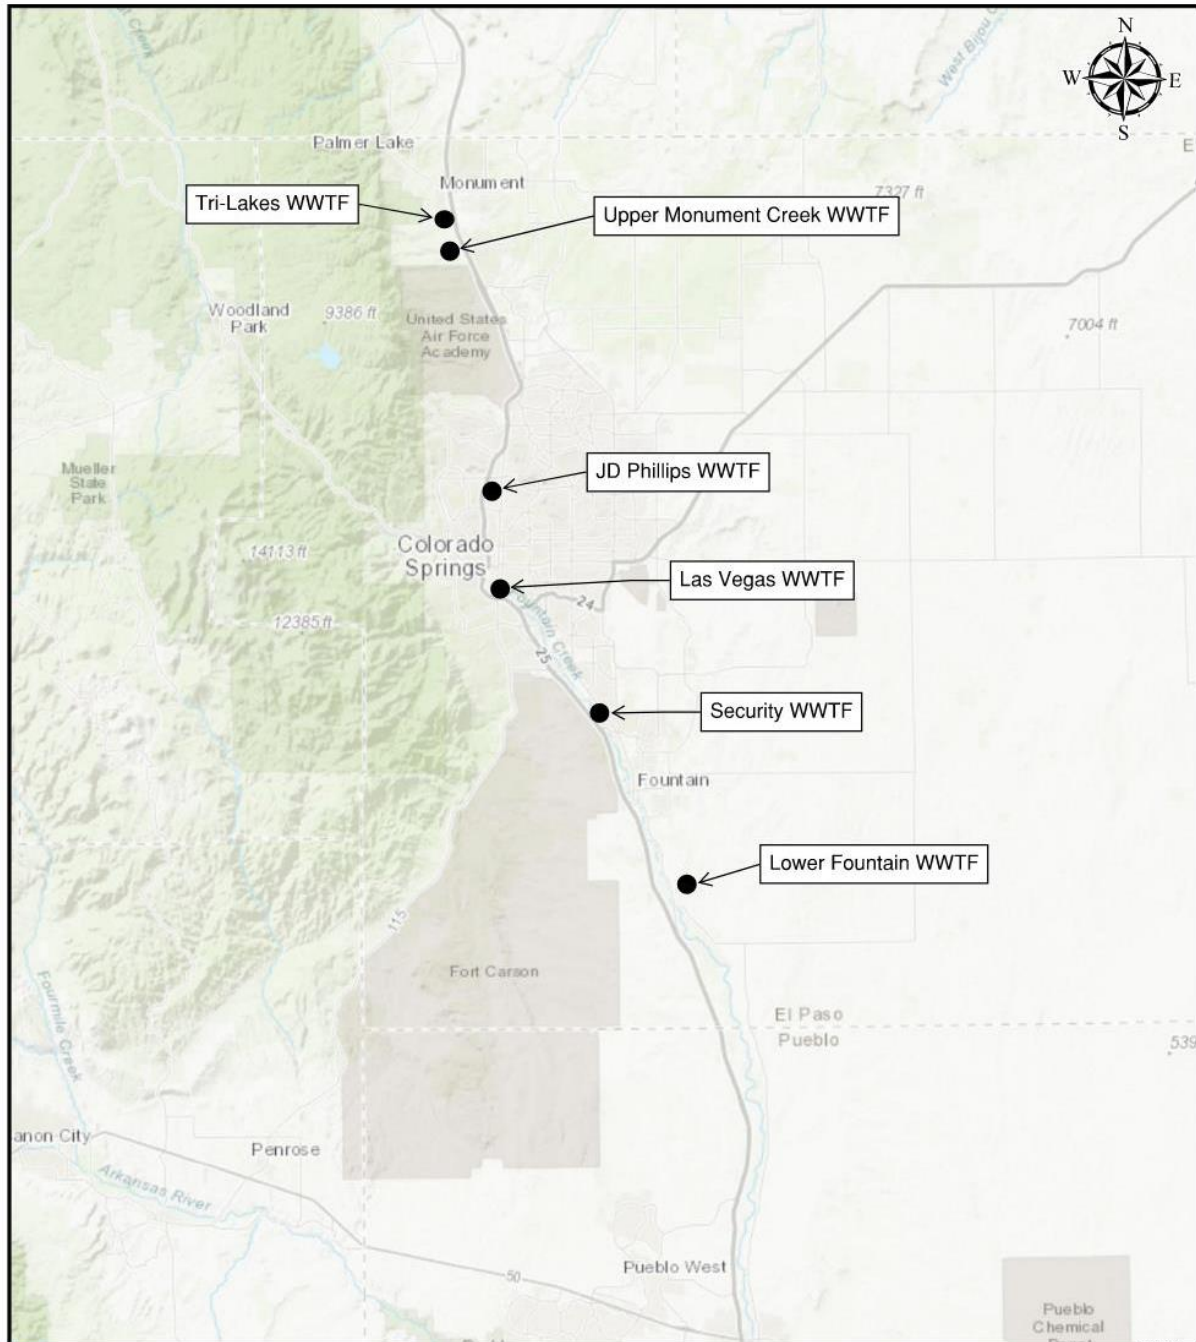 West Bijou C
N
W
E
S
Palmer Lake
E
Monument
7327 ft
Tri-Lakes WWTF
Upper Monument Creek WWTF
Woodland
Park
9386 ft
United States
Air Force
Academy
7004 ft
Mueller
State
Park
JD Phillips WWTF
14113 ft
Colorado
Springs
Las Vegas WWTF
24
12385 ft
ountain Creek
25
Security WWTF
Fountain
Lower Fountain WWTF
115
Fort Carson
Fourmile Creek
El Paso
Pueblo
539
anon City
Penrose
Arkansas River
50
Pueblo West
Pueblo
Chemical